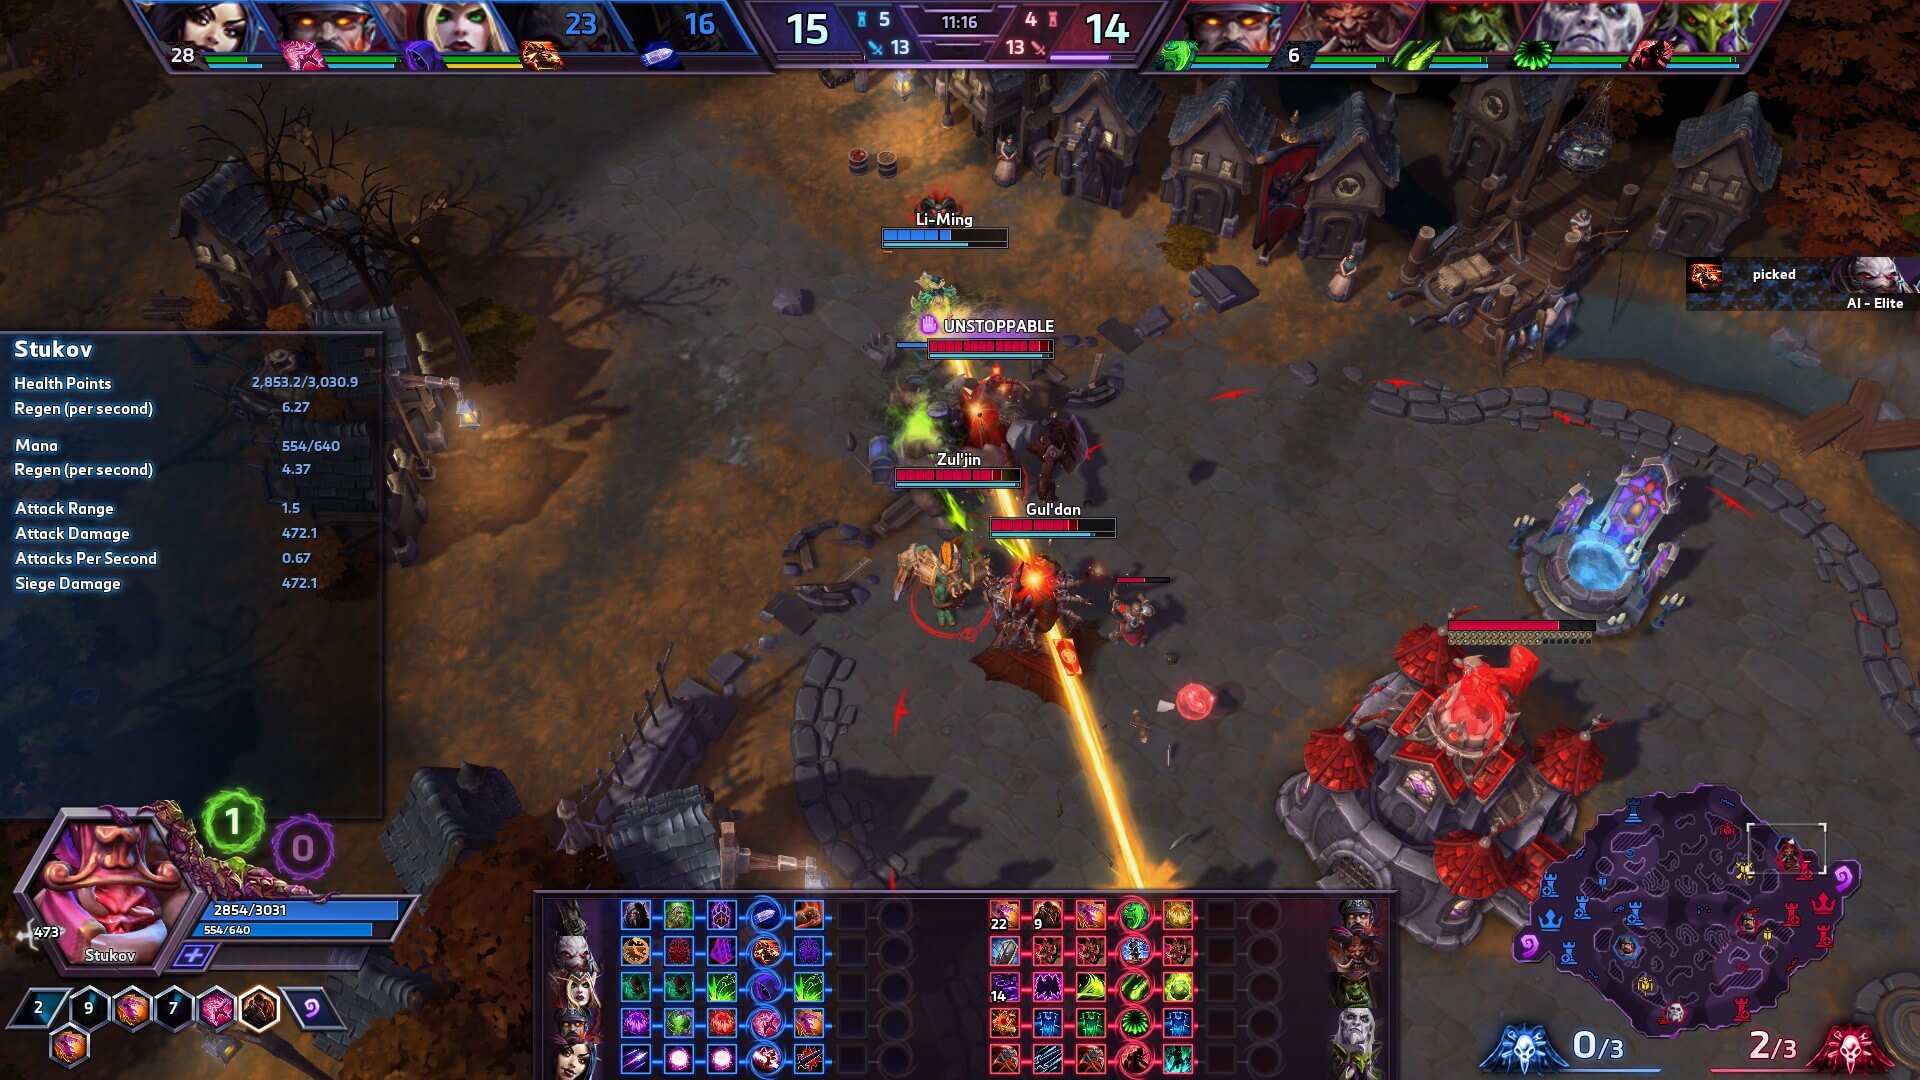 23
16
28
15
5
13
11:16
4
13
14
6
Li-Ming
UNSTOPPABLE
picked
AI - Elite
Zul'jin
Gul'dan
Stukov
Health Points 2,853.2/3,030.9
Regen (per second) 6.27
Mana 554/640
Regen (per second) 4.37
Attack Range 1.5
Attack Damage 472.1
Attacks Per Second 0.67
Siege Damage 472.1
1
0
2854/3031
554/640
473
Stukov
2
9
7
22
9
14
0/3
2/3